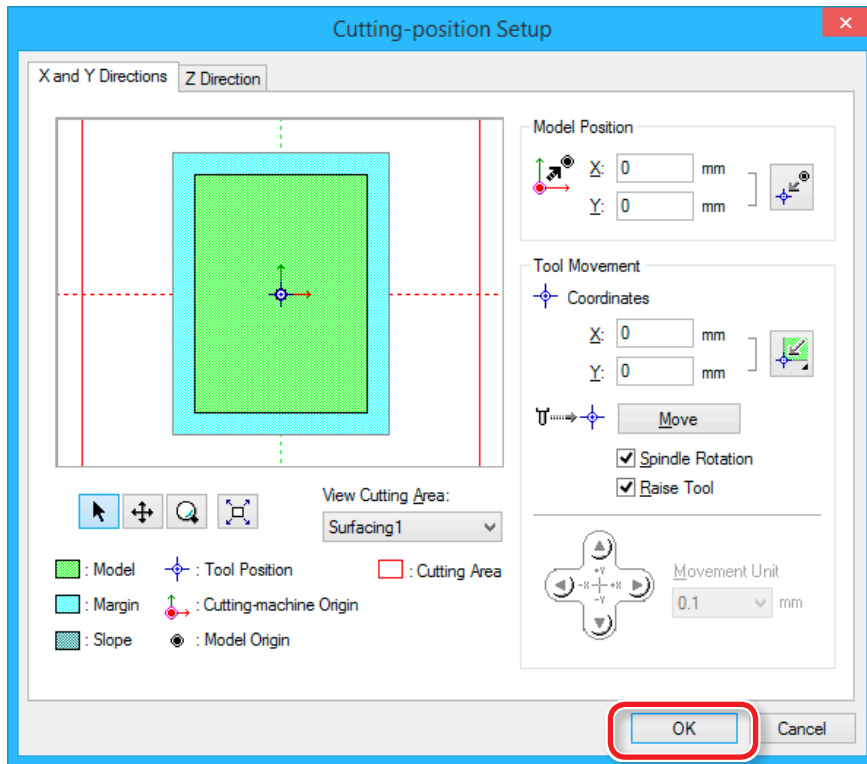 Cutting-position Setup
X and Y Directions
Z Direction
Model Position
X: 0 mm
Y: 0 mm
Tool Movement
Coordinates
X: 0 mm
Y: 0 mm
Move
Spindle Rotation
Raise Tool
View Cutting Area:
Surfacing1
: Model
: Tool Position
: Cutting Area
: Margin
: Cutting-machine Origin
: Slope
: Model Origin
+Y
-X +X
-Y
Movement Unit
0.1 mm
OK
Cancel